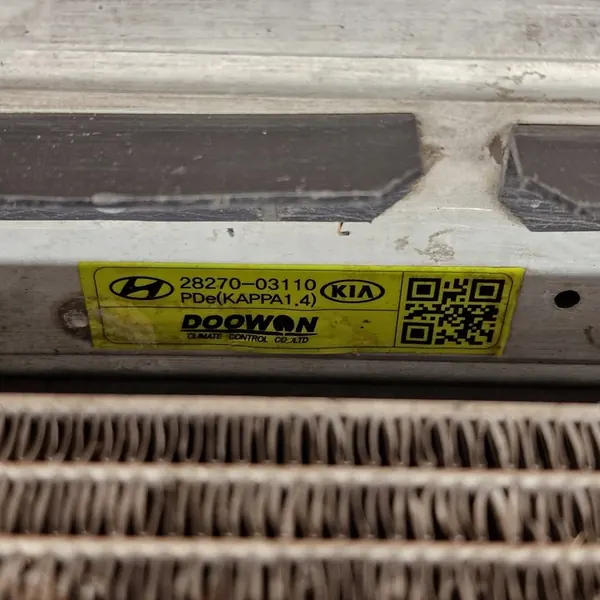 28270-03110 KIA
PDe(KAPPA1.4)
DOOWON
CLIMATE CONTROL CO.,LTD